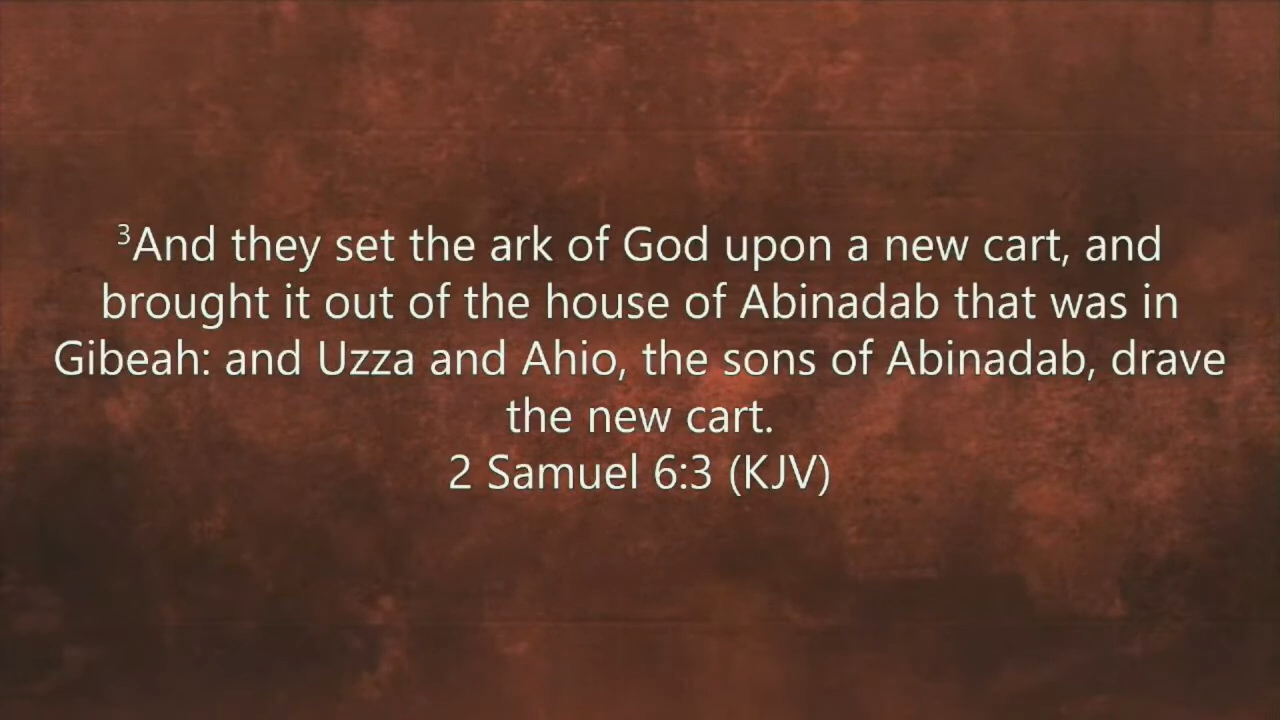 ³And they set the ark of God upon a new cart, and
brought it out of the house of Abinadab that was in
Gibeah: and Uzza and Ahio, the sons of Abinadab, drave
the new cart.
2 Samuel 6:3 (KJV)